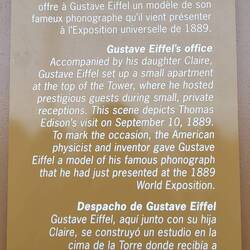 offre à Gustave Eiffel un modèle de son
fameux phonographe qu'il vient présenter
à l'Exposition universelle de 1889.
Gustave Eiffel's office
Accompanied by his daughter Claire,
Gustave Eiffel set up a small apartment
at the top of the Tower, where he hosted
prestigious guests during small, private
receptions. This scene depicts Thomas
Edison's visit on September 10, 1889.
To mark the occasion, the American
physicist and inventor gave Gustave
Eiffel a model of his famous phonograph
that he had just presented at the 1889
World Exposition.
Despacho de Gustave Eiffel
Gustave Eiffel, aquí junto con su hija
Claire, se construyó un estudio en la
cima de la Torre donde recibía a